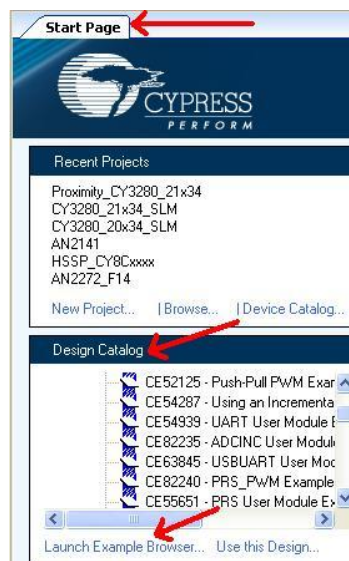 Start Page
CYPRESS
PERFORM
Recent Projects
Proximity_CY3280_21x34
CY3280_21x34_SLM
CY3280_20x34_SLM
AN2141
HSSP_CY8Cxxxx
AN2272_F14
New Project... | Browse... | Device Catalog...
Design Catalog
CE52125 - Push-Pull PWM Exar
CE54287 - Using an Incrementa
CE54939 - UART User Module E
CE82235 - ADCINC User Module
CE63845 - USBUART User Moc
CE82240 - PRS_PWM Example
CE55651 - PRS User Module Ex
Launch Example Browser... Use this Design...